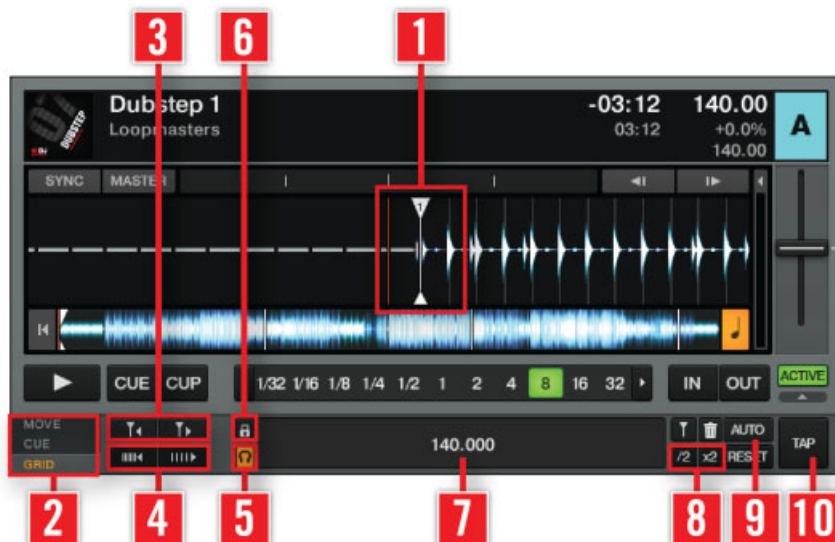 3 6 1
DUBSTEP
Dubstep 1
Loopmasters
-03:12 140.00
03:12 +0.0%
140.00
A
SYNC MASTER
1
CUE CUP 1/32 1/16 1/8 1/4 1/2 1 2 4 8 16 32 IN OUT ACTIVE
MOVE
CUE
GRID
140.000
AUTO
/2 x2 RESET
TAP
2 4 5 7 8 9 10